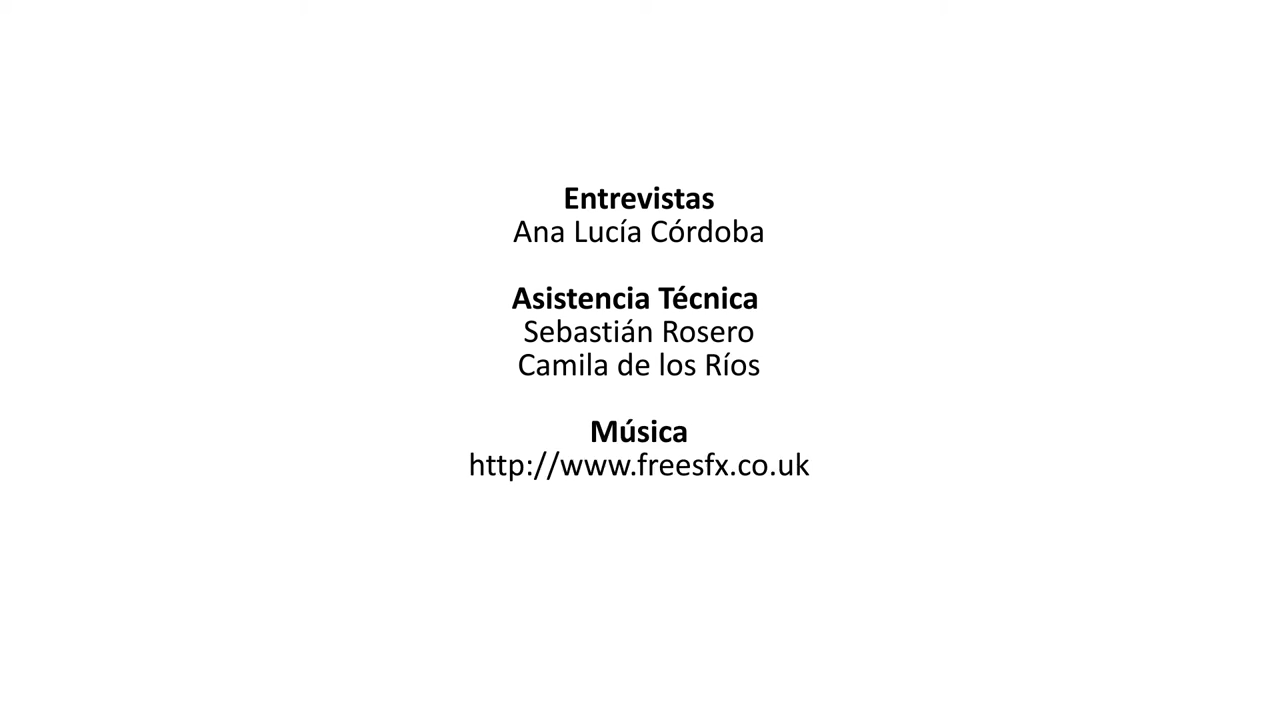 Entrevistas
Ana Lucía Córdoba
Asistencia Técnica
Sebastián Rosero
Camila de los Ríos
Música
http://www.freesfx.co.uk